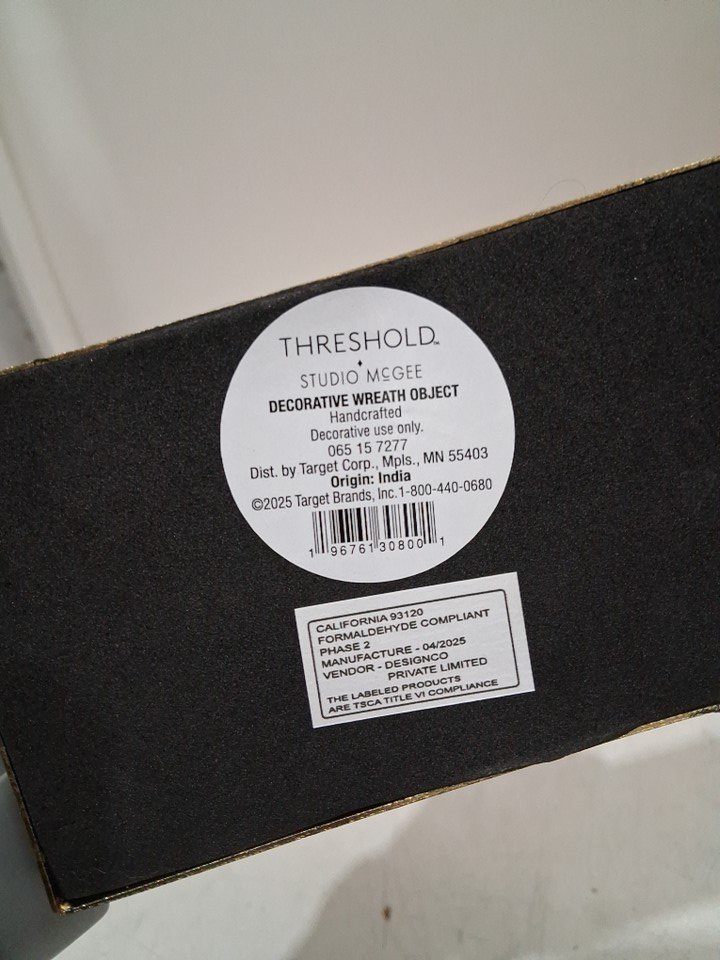 THRESHOLD™
STUDIO McGEE
DECORATIVE WREATH OBJECT
Handcrafted
Decorative use only.
065 15 7277
Dist. by Target Corp., Mpls., MN 55403
Origin: India
©2025 Target Brands, Inc.1-800-440-0680
1 96761 30800 1
CALIFORNIA 93120
FORMALDEHYDE COMPLIANT
PHASE 2
MANUFACTURE - 04/2025
VENDOR - DESIGNCO
PRIVATE LIMITED
THE LABELED PRODUCTS
ARE TSCA TITLE VI COMPLIANCE